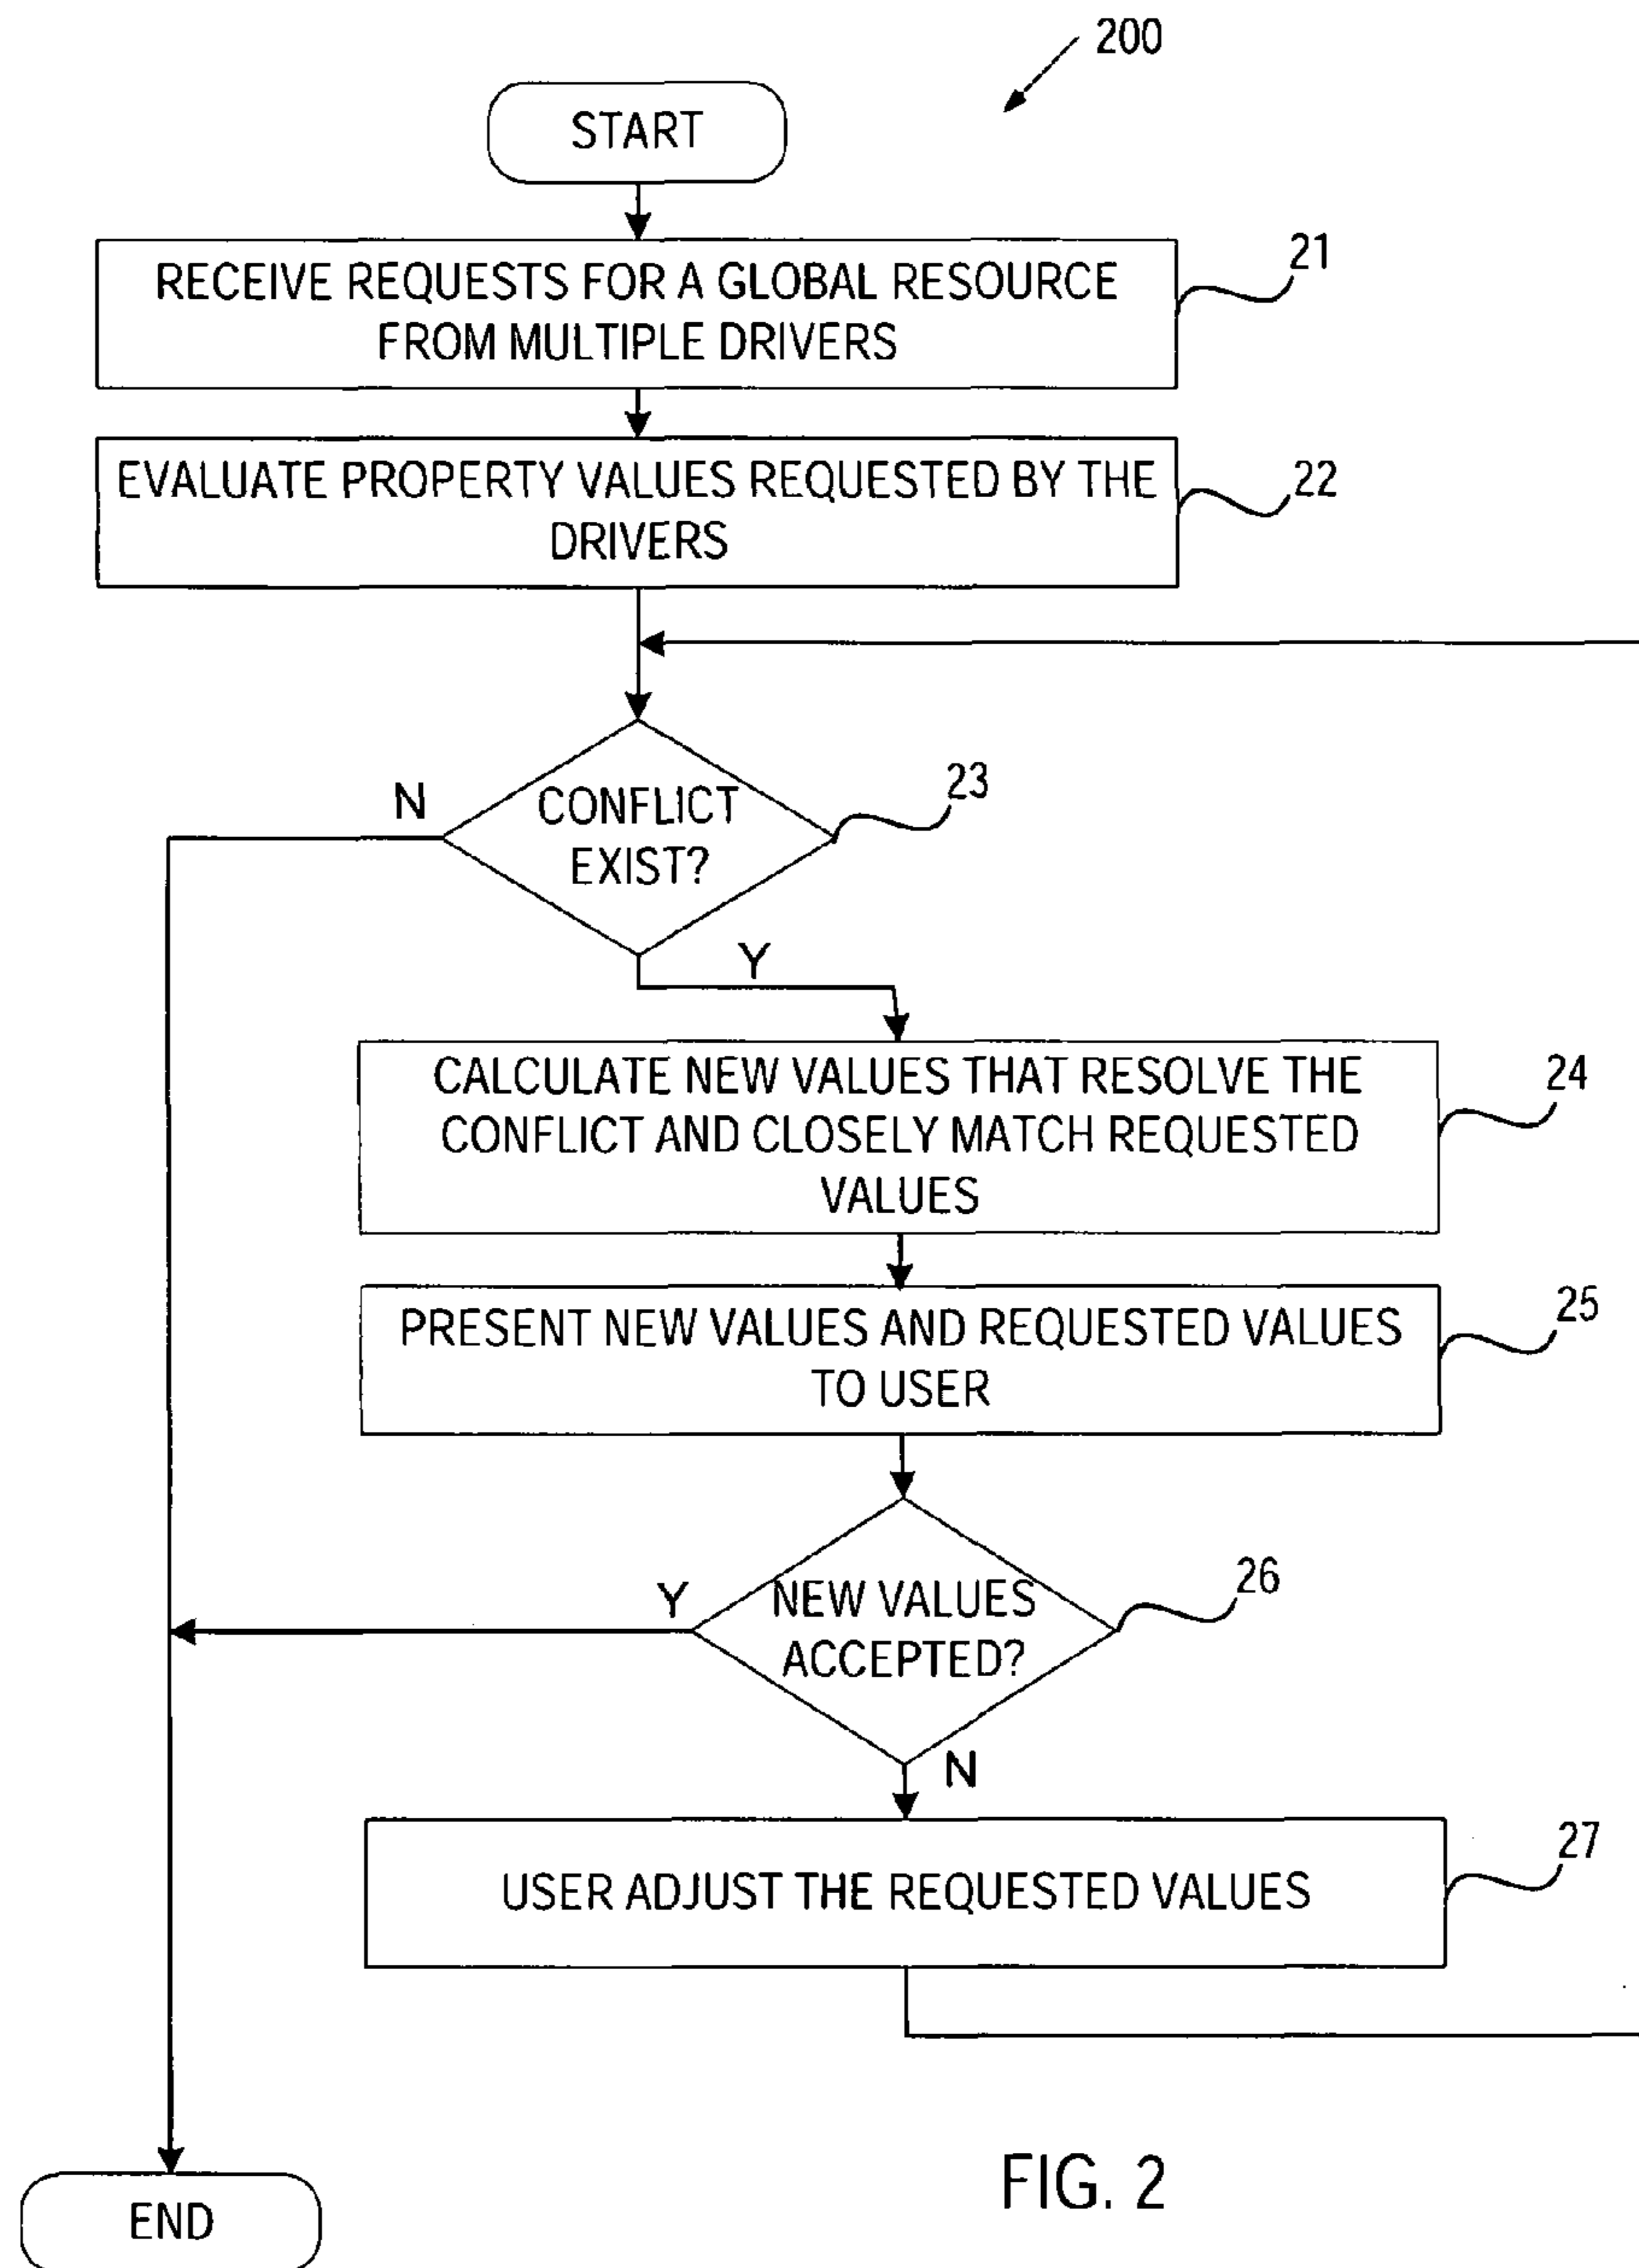 200
START
RECEIVE REQUESTS FOR A GLOBAL RESOURCE
FROM MULTIPLE DRIVERS
21
EVALUATE PROPERTY VALUES REQUESTED BY THE
DRIVERS
22
CONFLICT
EXIST?
23
N
Y
CALCULATE NEW VALUES THAT RESOLVE THE
CONFLICT AND CLOSELY MATCH REQUESTED
VALUES
24
PRESENT NEW VALUES AND REQUESTED VALUES
TO USER
25
NEW VALUES
ACCEPTED?
26
Y
N
USER ADJUST THE REQUESTED VALUES
27
END
FIG. 2